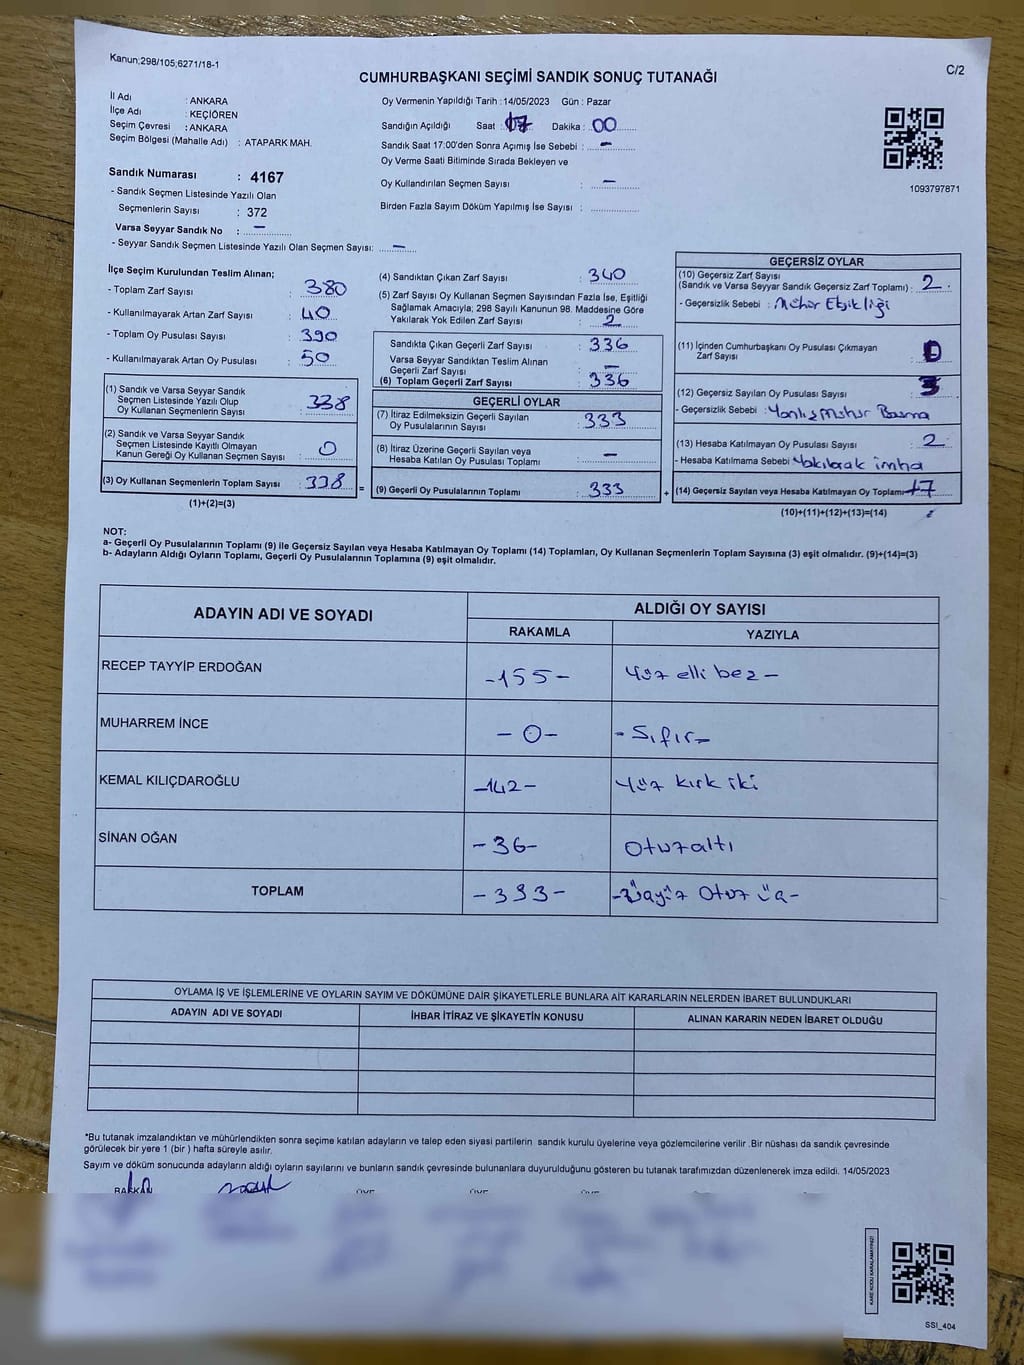 Kanun;298/105;6271/18-1
C/2
CUMHURBAŞKANI SEÇİMİ SANDIK SONUÇ TUTANAĞI
İl Adı : ANKARA
İlçe Adı : KEÇİÖREN
Seçim Çevresi : ANKARA
Seçim Bölgesi (Mahalle Adı) : ATAPARK MAH.
Sandık Numarası : 4167
- Sandık Seçmen Listesinde Yazılı Olan
Seçmenlerin Sayısı : 372
Varsa Seyyar Sandık No : -
- Seyyar Sandık Seçmen Listesinde Yazılı Olan Seçmen Sayısı: -
Oy Vermenin Yapıldığı Tarih : 14/05/2023 Gün : Pazar
Sandığın Açıldığı Saat : 17 Dakika : 00
Sandık Saat 17:00'den Sonra Açımış İse Sebebi : -
Oy Verme Saati Bitiminde Sırada Bekleyen ve
Oy Kullandırılan Seçmen Sayısı : -
Birden Fazla Sayım Döküm Yapılmış İse Sayısı :
1093797871
İlçe Seçim Kurulundan Teslim Alınan;
- Toplam Zarf Sayısı : 380
- Kullanılmayarak Artan Zarf Sayısı : 40
- Toplam Oy Pusulası Sayısı : 390
- Kullanılmayarak Artan Oy Pusulası : 50
(1) Sandık ve Varsa Seyyar Sandık
Seçmen Listesinde Yazılı Olup
Oy Kullanan Seçmenlerin Sayısı : 338
(2) Sandık ve Varsa Seyyar Sandık
Seçmen Listesinde Kayıtlı Olmayan
Kanun Gereği Oy Kullanan Seçmen Sayısı : 0
(3) Oy Kullanan Seçmenlerin Toplam Sayısı : 338
(1)+(2)=(3)
=
(4) Sandıktan Çıkan Zarf Sayısı : 340
(5) Zarf Sayısı Oy Kullanan Seçmen Sayısından Fazla İse, Eşitliği
Sağlamak Amacıyla; 298 Sayılı Kanunun 98. Maddesine Göre
Yakılarak Yok Edilen Zarf Sayısı : 2
Sandıkta Çıkan Geçerli Zarf Sayısı : 336
Varsa Seyyar Sandıktan Teslim Alınan
Geçerli Zarf Sayısı : -
(6) Toplam Geçerli Zarf Sayısı : 336
GEÇERLİ OYLAR
(7) İtiraz Edilmeksizin Geçerli Sayılan
Oy Pusulalarının Sayısı : 333
(8) İtiraz Üzerine Geçerli Sayılan veya
Hesaba Katılan Oy Pusulası Toplamı : -
(9) Geçerli Oy Pusulalarının Toplamı : 333
+
GEÇERSİZ OYLAR
(10) Geçersiz Zarf Sayısı
(Sandık ve Varsa Seyyar Sandık Geçersiz Zarf Toplamı) : 2
- Geçersizlik Sebebi : Mühür Eksikliği
(11) İçinden Cumhurbaşkanı Oy Pusulası Çıkmayan
Zarf Sayısı : 0
(12) Geçersiz Sayılan Oy Pusulası Sayısı : 3
- Geçersizlik Sebebi : Yanlız Mühür Basma
(13) Hesaba Katılmayan Oy Pusulası Sayısı : 2
- Hesaba Katılmama Sebebi : Yakılarak imha
(14) Geçersiz Sayılan veya Hesaba Katılmayan Oy Toplamı : 7
(10)+(11)+(12)+(13)=(14)
NOT:
a- Geçerli Oy Pusulalarının Toplamı (9) ile Geçersiz Sayılan veya Hesaba Katılmayan Oy Toplamı (14) Toplamları, Oy Kullanan Seçmenlerin Toplam Sayısına (3) eşit olmalıdır. (9)+(14)=(3)
b- Adayların Aldığı Oyların Toplamı, Geçerli Oy Pusulalarının Toplamına (9) eşit olmalıdır.
ADAYIN ADI VE SOYADI
ALDIĞI OY SAYISI
RAKAMLA YAZIYLA
RECEP TAYYİP ERDOĞAN -155- Yüz elli beş -
MUHARREM İNCE -0- - Sıfır -
KEMAL KILIÇDAROĞLU -142- Yüz kırk iki
SİNAN OĞAN -36- Otuz altı
TOPLAM -333- -Üçyüz Otuz üç-
OYLAMA İŞ VE İŞLEMLERİNE VE OYLARIN SAYIM VE DÖKÜMÜNE DAİR ŞİKAYETLERLE BUNLARA AİT KARARLARIN NELERDEN İBARET BULUNDUKLARI
ADAYIN ADI VE SOYADI İHBAR İTİRAZ VE ŞİKAYETİN KONUSU ALINAN KARARIN NEDEN İBARET OLDUĞU
*Bu tutanak imzalandıktan ve mühürlendikten sonra seçime katılan adayların ve talep eden siyasi partilerin sandık kurulu üyelerine veya gözlemcilerine verilir .Bir nüshası da sandık çevresinde
görülecek bir yere 1 (bir ) hafta süreyle asılır.
Sayım ve döküm sonucunda adayların aldığı oyların sayılarını ve bunların sandık çevresinde bulunanlara duyurulduğunu gösteren bu tutanak tarafımızdan düzenlenerek imza edildi. 14/05/2023
BAŞKAN ÜYE ÜYE ÜYE
KARE KODU KARALAMAYINIZ!
SSI_404